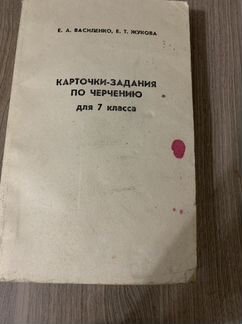 Е. А. ВАСИЛЕНКО, Е. Т. ЖУКОВА
КАРТОЧКИ-ЗАДАНИЯ
ПО ЧЕРЧЕНИЮ
для 7 класса